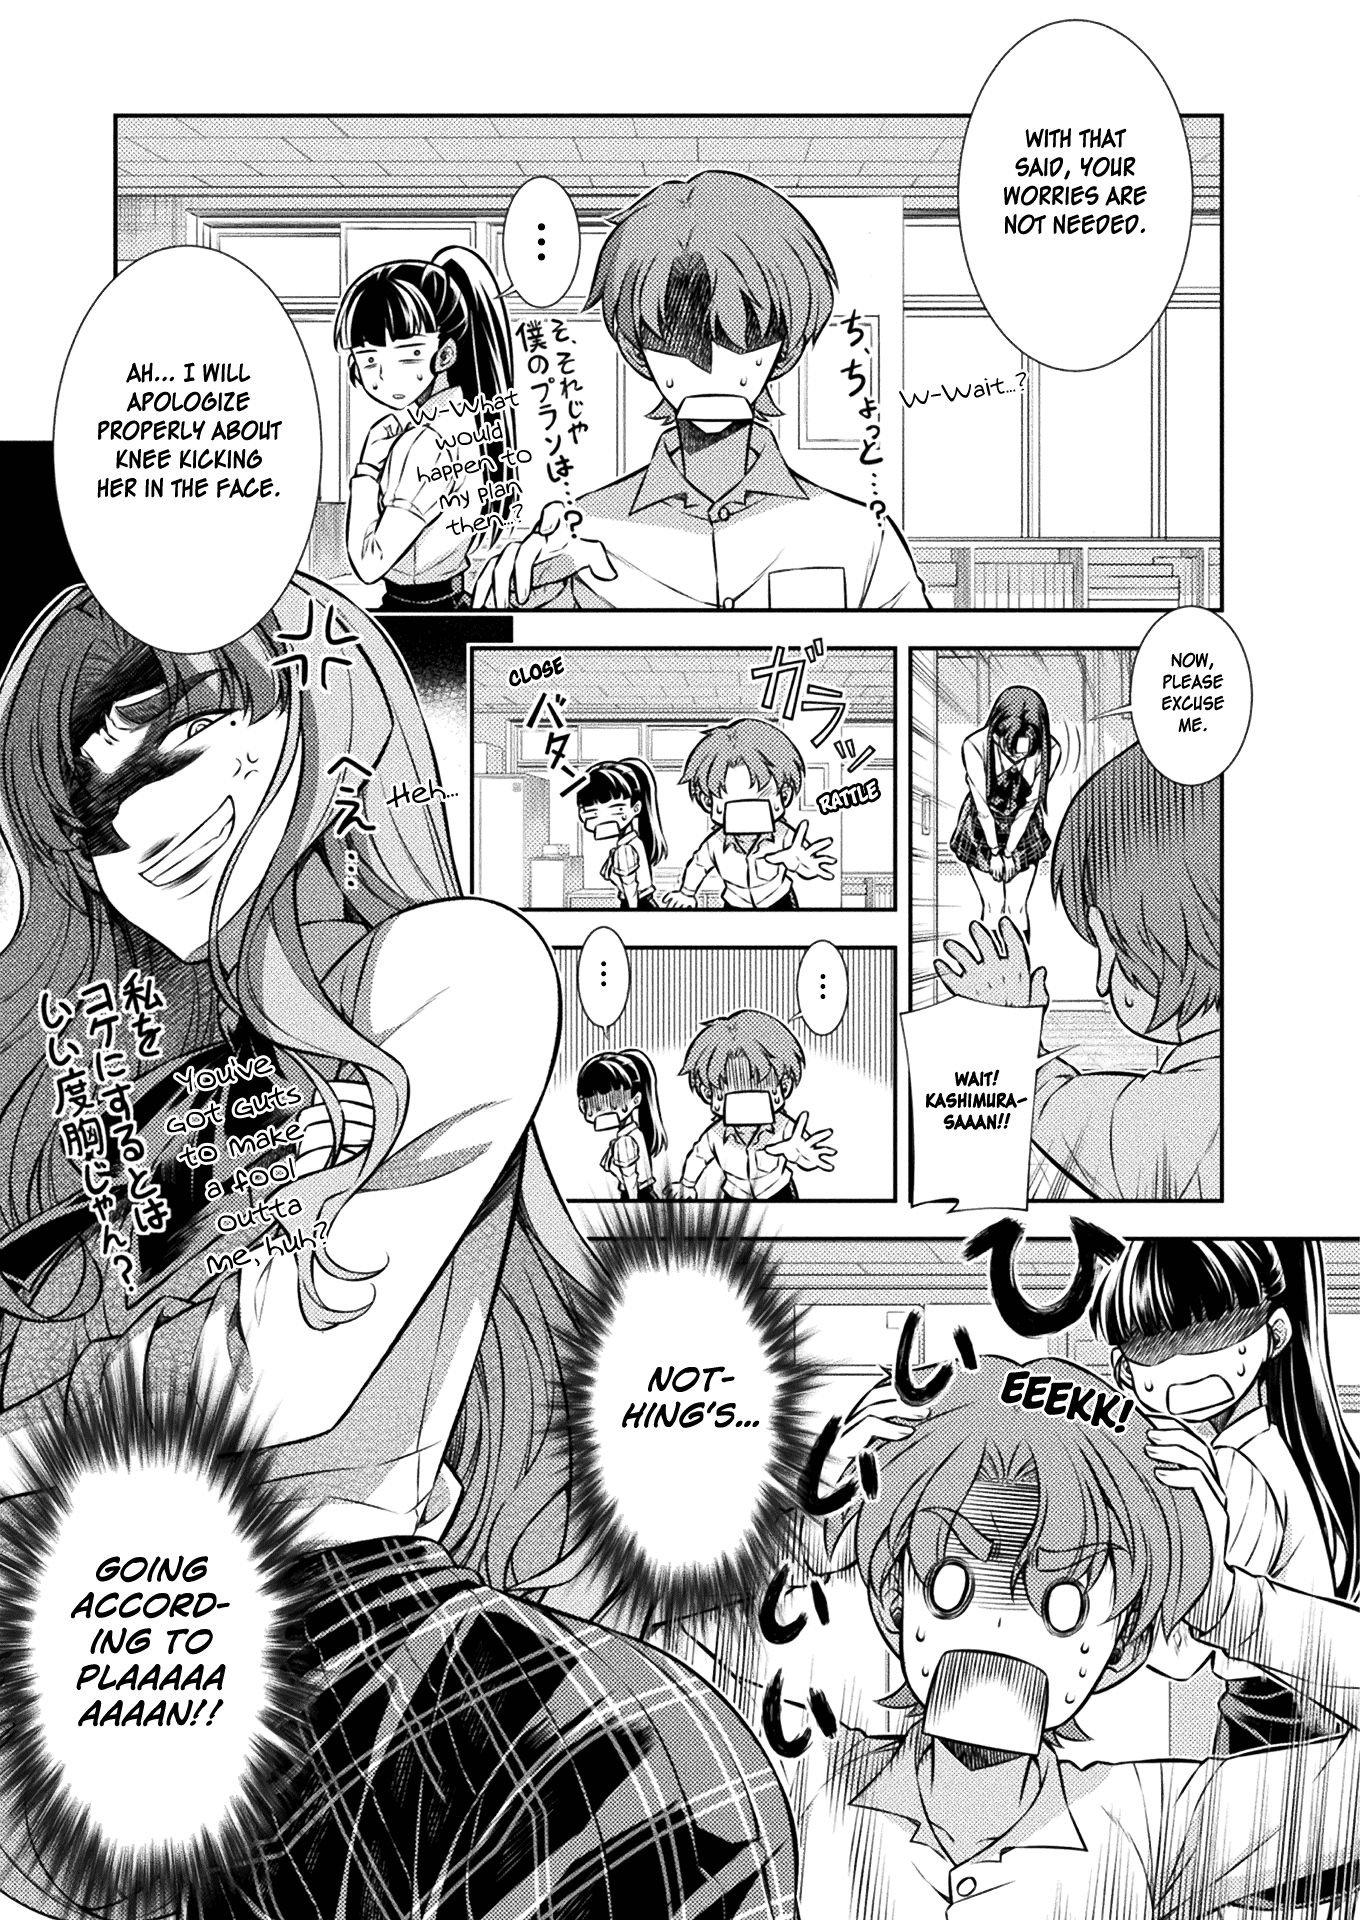 WITH THAT
SAID, YOUR
WORRIES ARE
NOT NEEDED.
ち、ちょっと…?
W-Wait...?
そ、それじゃ
僕のプランは…?
W-What
would
happen to
my plan
then...?
AH... I WILL
APOLOGIZE
PROPERLY ABOUT
KNEE KICKING
HER IN THE FACE.
NOW,
PLEASE
EXCUSE
ME.
WAIT!
KASHIMURA-
SAAAN!!
ガラッ
RATTLE
CLOSE
バタン
へえ……
Heh...
私を
コケにするとは
いい度胸じゃん?
You've
got guts
to make
a fool
outta
me, huh?
ひいいいい
EEEKK!
NOT-
HING'S...
GOING
ACCORD-
ING TO
PLAAAAA
AAAAN!!